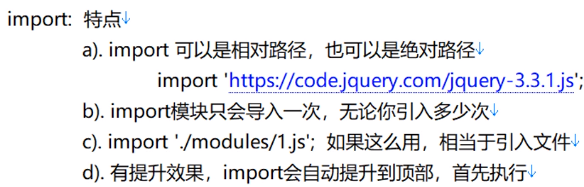 import: 特点↓
a). import 可以是相对路径，也可以是绝对路径↓
import 'https://code.jquery.com/jquery-3.3.1.js';
b). import模块只会导入一次，无论你引入多少次↓
c). import './modules/1.js'; 如果这么用，相当于引入文件↓
d). 有提升效果，import会自动提升到顶部，首先执行↓